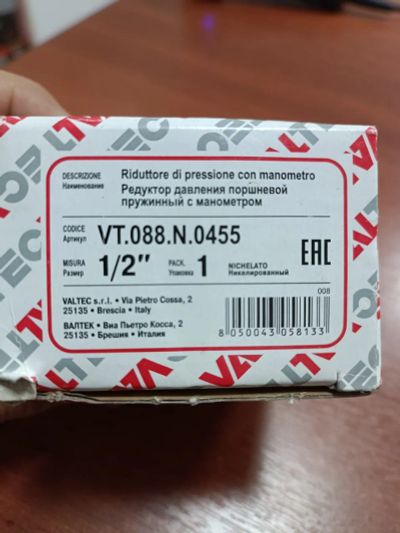 VALTEC
DESCRIZIONE Riduttore di pressione con manometro
Наименование Редуктор давления поршневой
пружинный с манометром
CODICE
Артикул VT.088.N.0455
EAC
MISURA
Размер 1/2"
PACK.
Упаковка 1
NICHELATO
Никелированный
008
VALTEC s.r.l. • Via Pietro Cossa, 2
25135 • Brescia • Italy
ВАЛТЕК • Виа Пьетро Косса, 2
25135 • Брешия • Италия
8 050043 058133